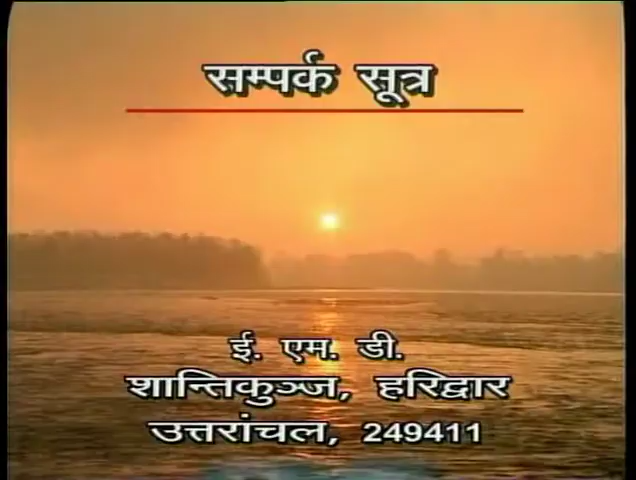 सम्पर्क सूत्र
ई. एम. डी.
शान्तिकुञ्ज, हरिद्वार
उत्तरांचल, 249411